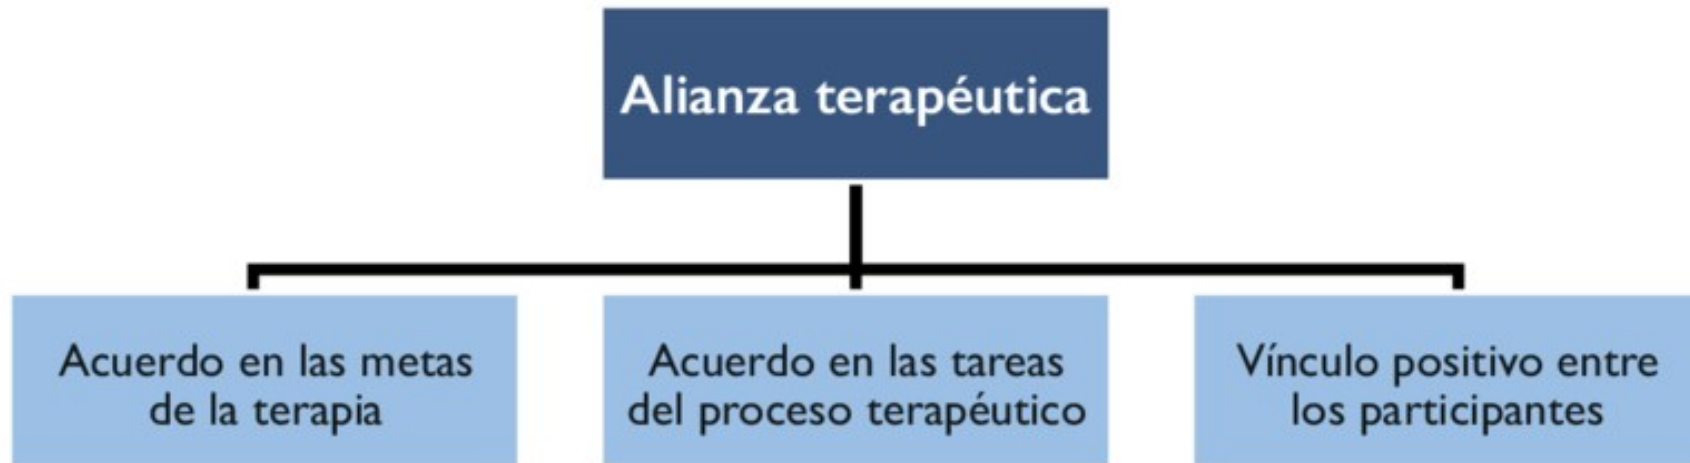 Alianza terapéutica
Acuerdo en las metas
de la terapia
Acuerdo en las tareas
del proceso terapéutico
Vínculo positivo entre
los participantes